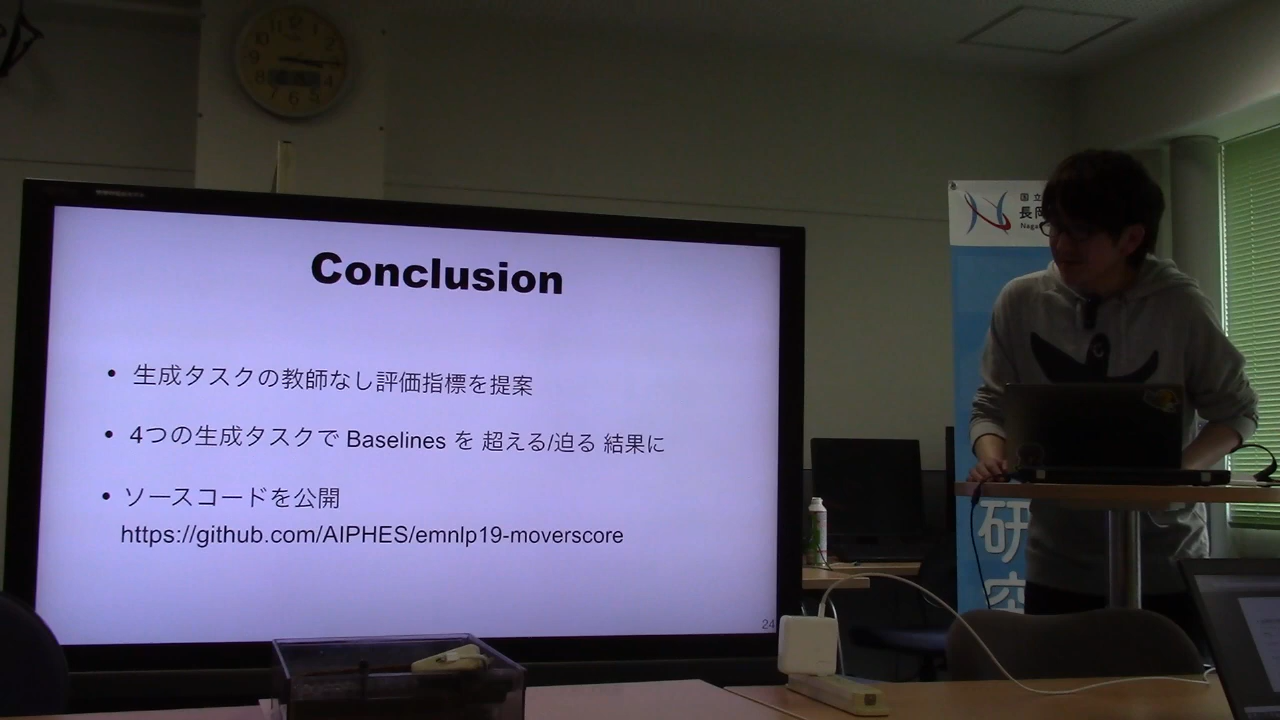 Conclusion
• 生成タスクの教師なし評価指標を提案
• 4つの生成タスクで Baselines を 超える/迫る 結果に
• ソースコードを公開
https://github.com/AIPHES/emnlp19-moverscore
24
国立
長岡
研